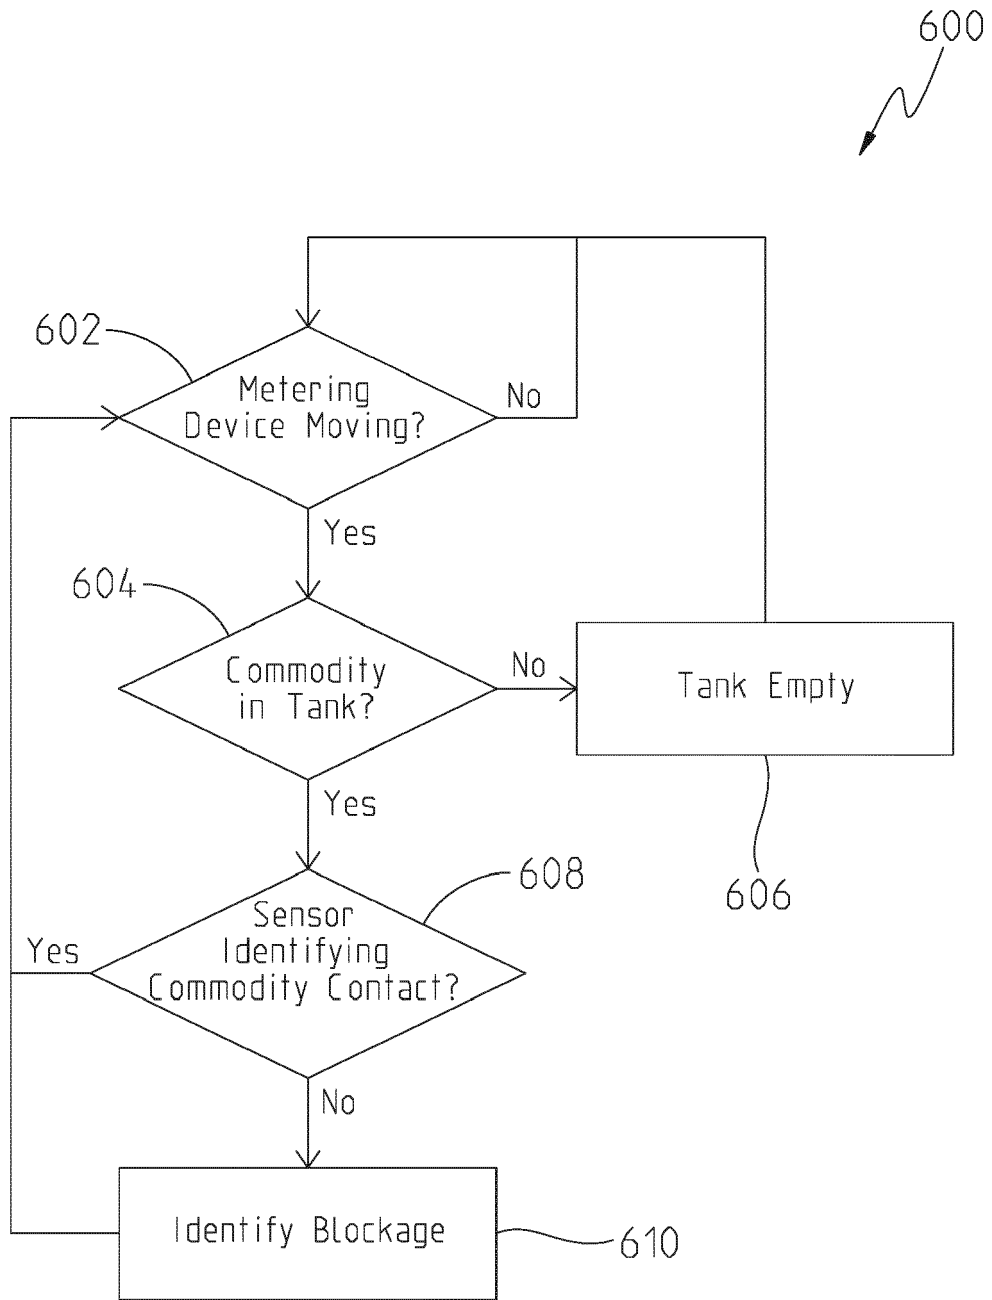 600
602
Metering
Device Moving?
No
Yes
604
Commodity
in Tank?
No
Tank Empty
Yes
606
608
Sensor
Identifying
Commodity Contact?
Yes
No
Identify Blockage
610